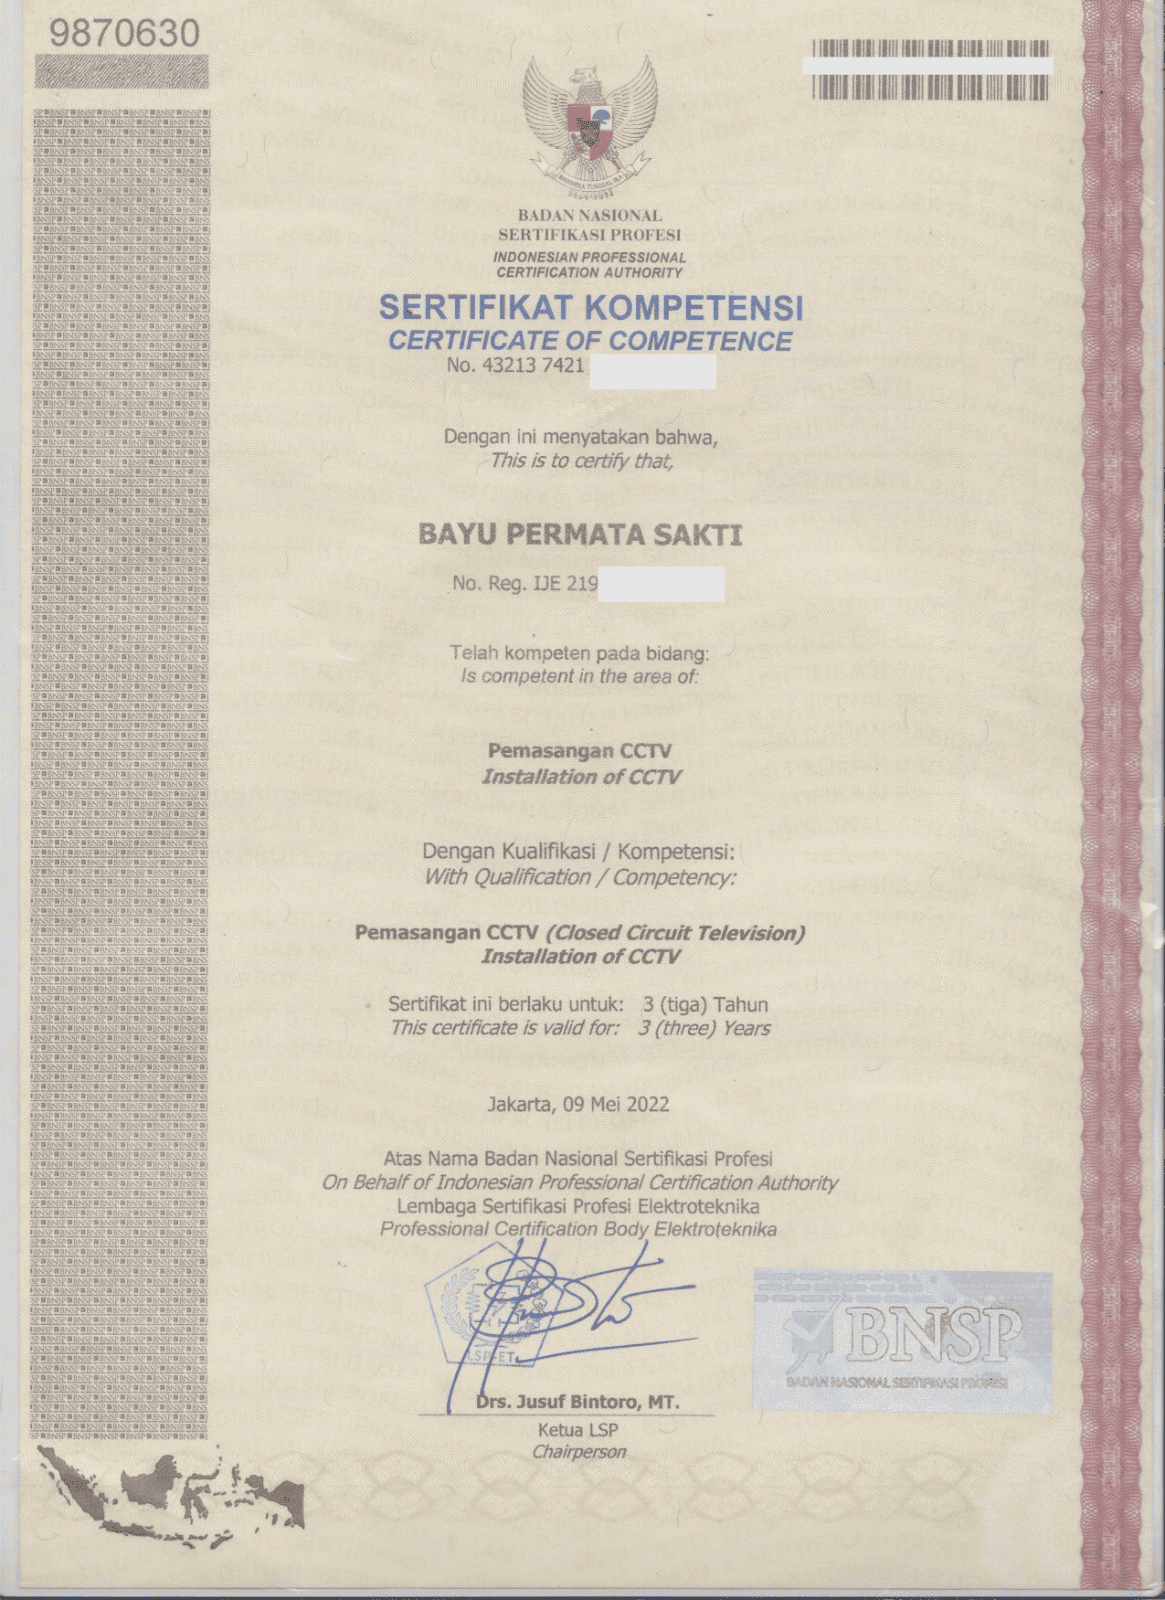 9870630
BADAN NASIONAL
SERTIFIKASI PROFESI
INDONESIAN PROFESSIONAL
CERTIFICATION AUTHORITY
SERTIFIKAT KOMPETENSI
CERTIFICATE OF COMPETENCE
No. 43213 7421
Dengan ini menyatakan bahwa,
This is to certify that,
BAYU PERMATA SAKTI
No. Reg. IJE 219
Telah kompeten pada bidang:
Is competent in the area of:
Pemasangan CCTV
Installation of CCTV
Dengan Kualifikasi / Kompetensi:
With Qualification / Competency:
Pemasangan CCTV (Closed Circuit Television)
Installation of CCTV
Sertifikat ini berlaku untuk: 3 (tiga) Tahun
This certificate is valid for: 3 (three) Years
Jakarta, 09 Mei 2022
Atas Nama Badan Nasional Sertifikasi Profesi
On Behalf of Indonesian Professional Certification Authority
Lembaga Sertifikasi Profesi Elektroteknika
Professional Certification Body Elektroteknika
LSP-ET
BNSP
BADAN NASIONAL SERTIFIKASI PROFESI
Drs. Jusuf Bintoro, MT.
Ketua LSP
Chairperson